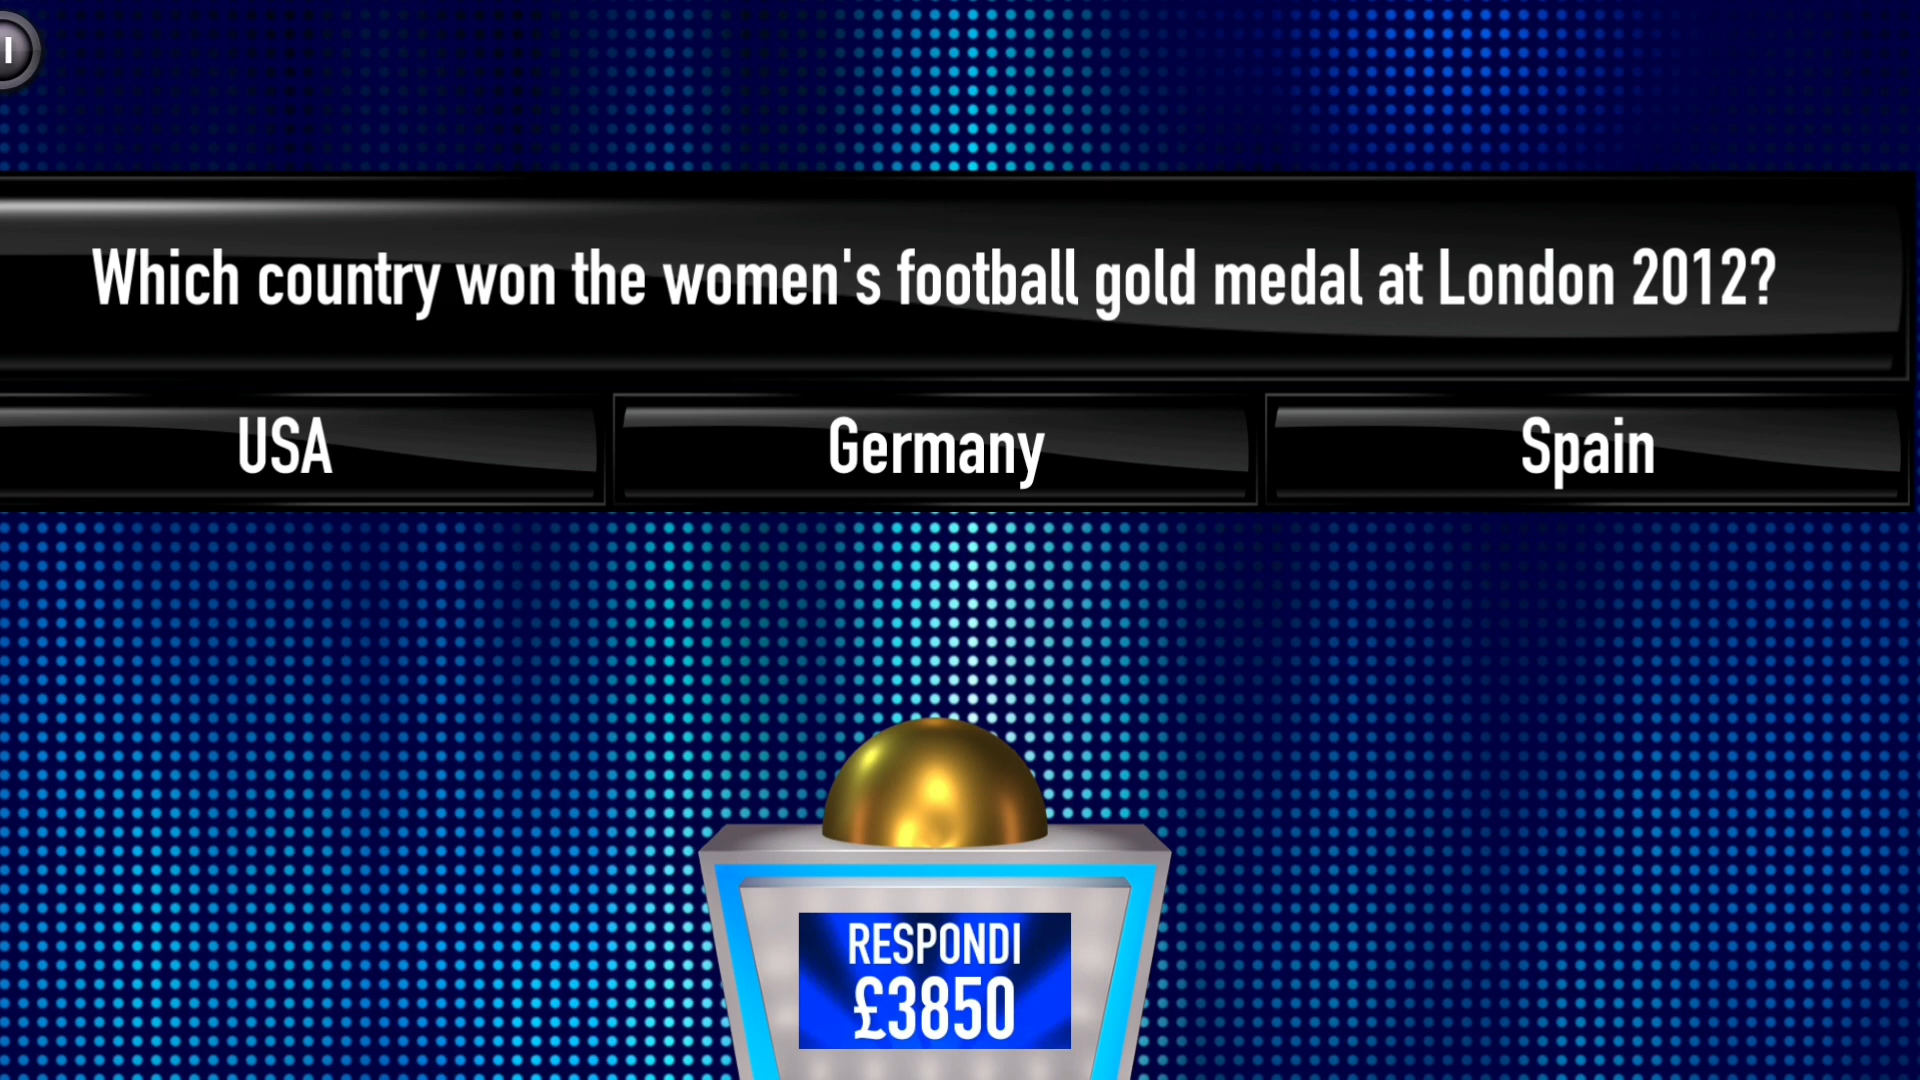 Which country won the women's football gold medal at London 2012?
USA
Germany
Spain
RESPONDI
£3850